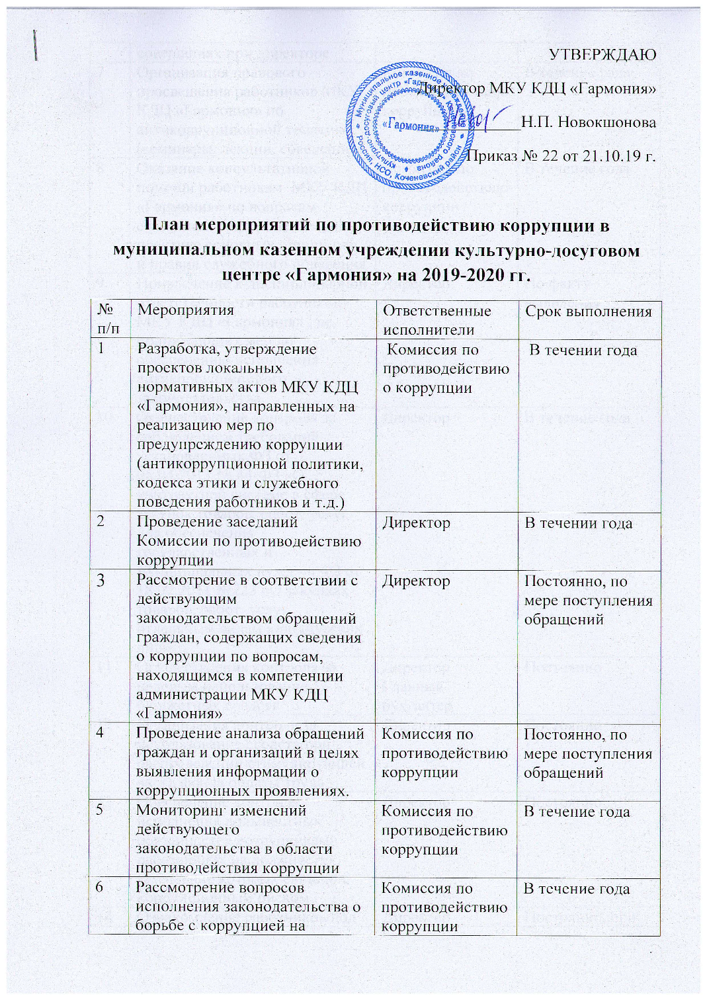 УТВЕРЖДАЮ
Директор МКУ КДЦ «Гармония»
Н.П. Новокшонова
Приказ № 22 от 21.10.19 г.
Муниципальное казенное учреждение
культурно-досуговый центр «Гармония» Коченевского района
Россия, НСО, Коченевский район
«Гармония»
План мероприятий по противодействию коррупции в
муниципальном казенном учреждении культурно-досуговом
центре «Гармония» на 2019-2020 гг.
№ п/п
Мероприятия
Ответственные
исполнители
Срок выполнения
1
Разработка, утверждение
проектов локальных
нормативных актов МКУ КДЦ
«Гармония», направленных на
реализацию мер по
предупреждению коррупции
(антикоррупционной политики,
кодекса этики и служебного
поведения работников и т.д.)
Комиссия по
противодействию
о коррупции
В течении года
2
Проведение заседаний
Комиссии по противодействию
коррупции
Директор
В течении года
3
Рассмотрение в соответствии с
действующим
законодательством обращений
граждан, содержащих сведения
о коррупции по вопросам,
находящимся в компетенции
администрации МКУ КДЦ
«Гармония»
Директор
Постоянно, по
мере поступления
обращений
4
Проведение анализа обращений
граждан и организаций в целях
выявления информации о
коррупционных проявлениях.
Комиссия по
противодействию
коррупции
Постоянно, по
мере поступления
обращений
5
Мониторинг изменений
действующего
законодательства в области
противодействия коррупции
Комиссия по
противодействию
коррупции
В течение года
6
Рассмотрение вопросов
исполнения законодательства о
борьбе с коррупцией на
Комиссия по
противодействию
коррупции
В течение года